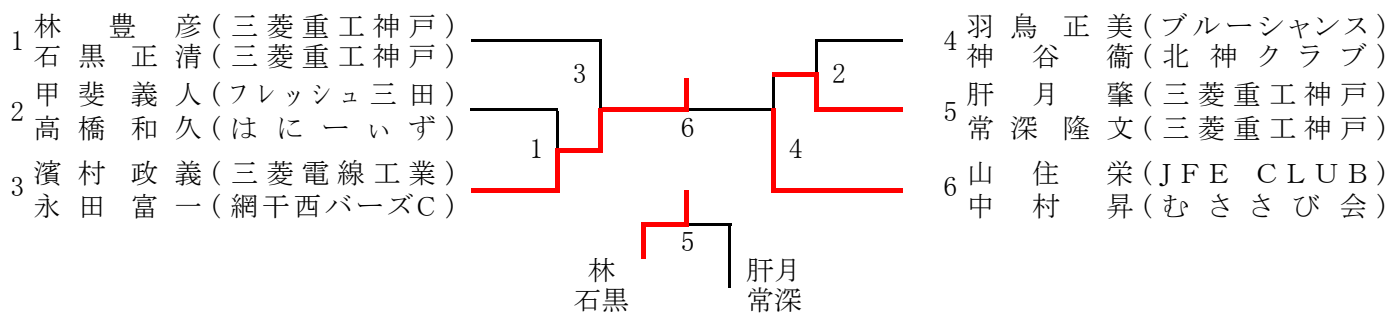 1 林豊彦(三菱重工神戸)
石黒正清(三菱重工神戸)
2 甲斐義人(フレッシュ三田)
高橋和久(はにーぃず)
3 濱村政義(三菱電線工業)
永田富一(網干西バーズC)
4 羽鳥正美(ブルーシャンス)
神谷衞(北神クラブ)
5 肝月肇(三菱重工神戸)
常深隆文(三菱重工神戸)
6 山住栄(JFE CLUB)
中村昇(むささび会)
3
2
6
1
4
5
林
石黒
肝月
常深